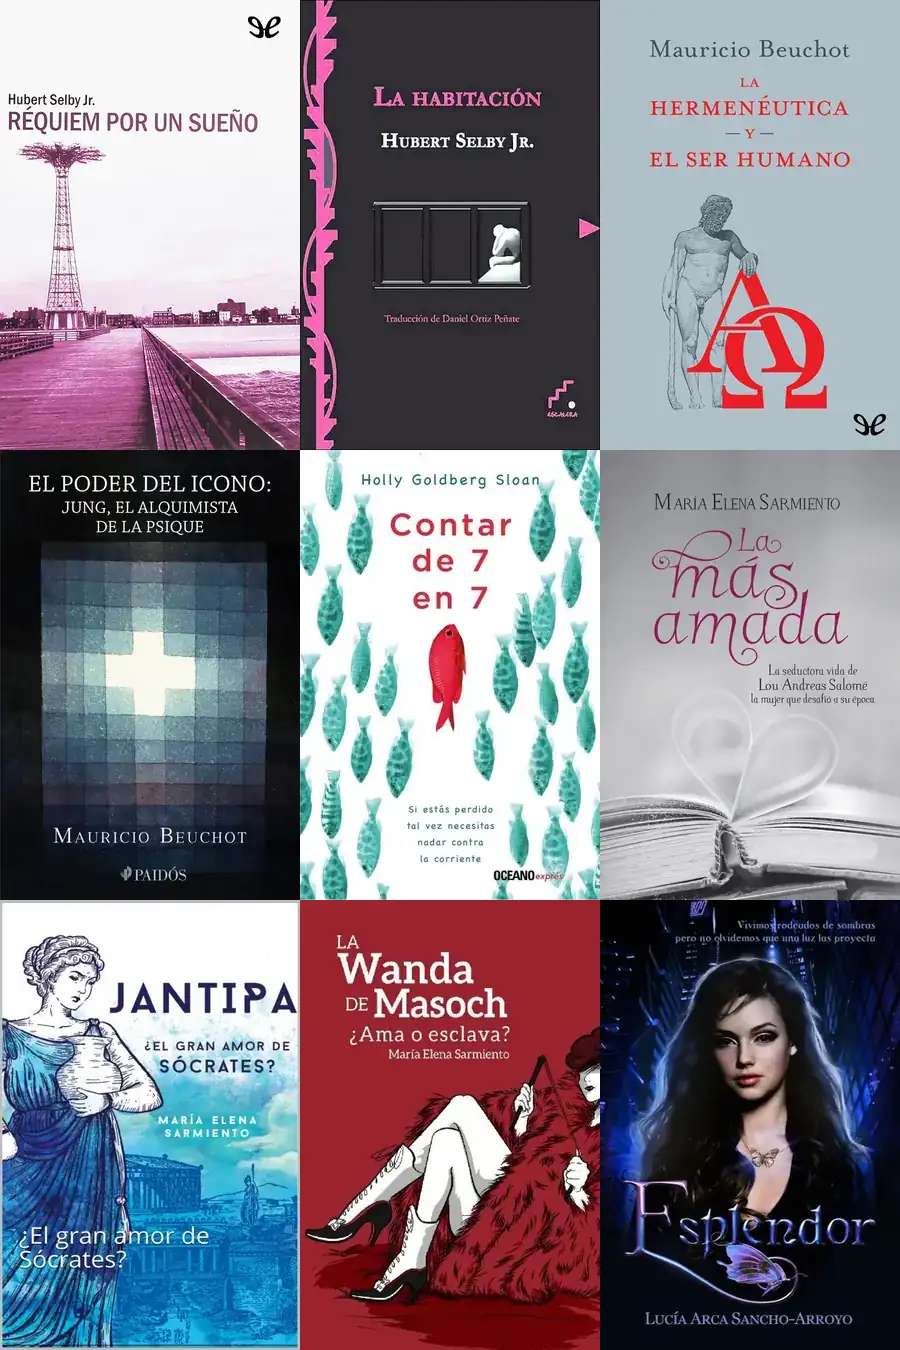 Hubert Selby Jr.
RÉQUIEM POR UN SUEÑO
LA HABITACIÓN
HUBERT SELBY JR.
Traducción de Daniel Ortiz Peñate
ESCALERA
Mauricio Beuchot
LA
HERMENÉUTICA
— Y —
EL SER HUMANO
ΑΩ
EL PODER DEL ICONO:
JUNG, EL ALQUIMISTA
DE LA PSIQUE
MAURICIO BEUCHOT
PAIDÓS
Holly Goldberg Sloan
Contar
de 7
en 7
Si estás perdido
tal vez necesitas
nadar contra
la corriente
OCEANO exprés
MARÍA ELENA SARMIENTO
La
más
amada
La seductora vida de
Lou Andreas Salomé
la mujer que desafió a su época
JANTIPA
¿EL GRAN AMOR DE
SÓCRATES?
MARÍA ELENA
SARMIENTO
¿El gran amor de
Sócrates?
LA
Wanda
DE Masoch
¿Ama o esclava?
María Elena Sarmiento
Vivimos rodeados de sombras
pero no olvidemos que una luz las proyecta
Esplendor
LUCÍA ARCA SANCHO-ARROYO